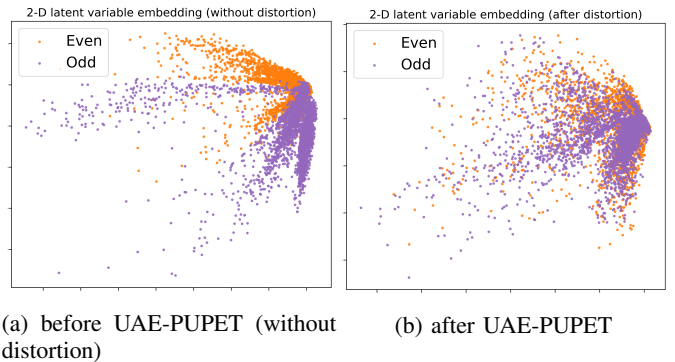 2-D latent variable embedding (without distortion)
Even
Odd
2-D latent variable embedding (after distortion)
Even
Odd
(a) before UAE-PUPET (without
distortion)
(b) after UAE-PUPET